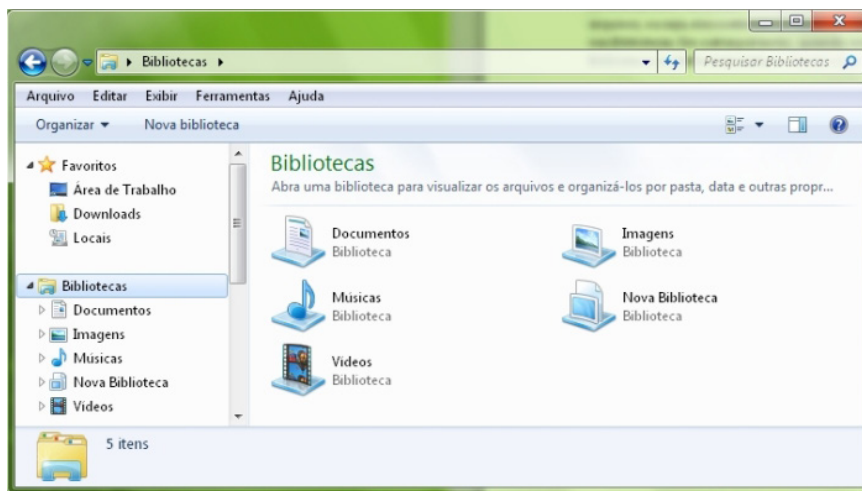 Bibliotecas
Pesquisar Bibliotecas
Arquivo Editar Exibir Ferramentas Ajuda
Organizar Nova biblioteca
Favoritos
Área de Trabalho
Downloads
Locais
Bibliotecas
Documentos
Imagens
Músicas
Nova Biblioteca
Vídeos
Bibliotecas
Abra uma biblioteca para visualizar os arquivos e organizá-los por pasta, data e outras propr...
Documentos
Biblioteca
Imagens
Biblioteca
Músicas
Biblioteca
Nova Biblioteca
Biblioteca
Vídeos
Biblioteca
5 itens